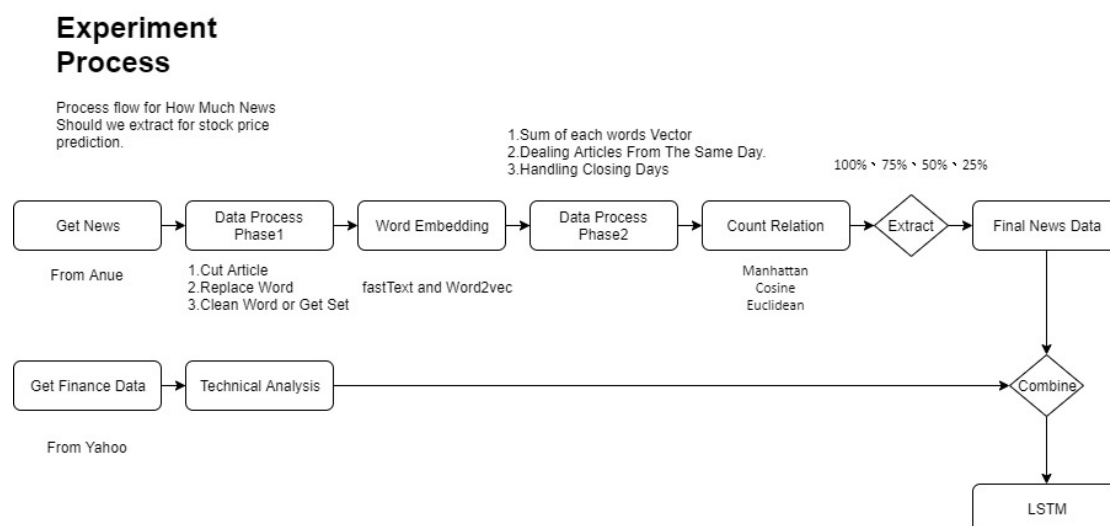 Experiment
Process
Process flow for How Much News
Should we extract for stock price
prediction.
1.Sum of each words Vector
2.Dealing Articles From The Same Day.
3.Handling Closing Days
100%、75%、50%、25%
Get News
Data Process
Phase1
Word Embedding
Data Process
Phase2
Count Relation
Extract
Final News Data
From Anue
1.Cut Article
2.Replace Word
3.Clean Word or Get Set
fastText and Word2vec
Manhattan
Cosine
Euclidean
Get Finance Data
Technical Analysis
Combine
From Yahoo
LSTM